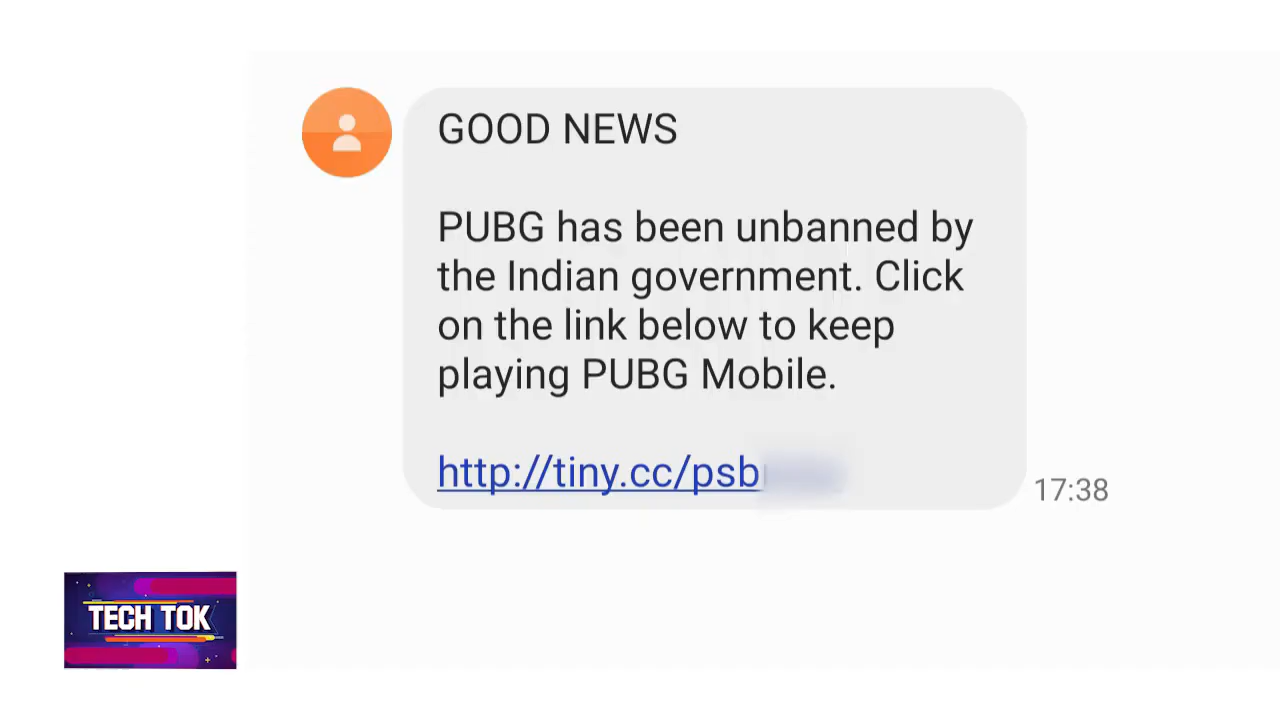 GOOD NEWS
PUBG has been unbanned by
the Indian government. Click
on the link below to keep
playing PUBG Mobile.
http://tiny.cc/psb
17:38
TECH TOK